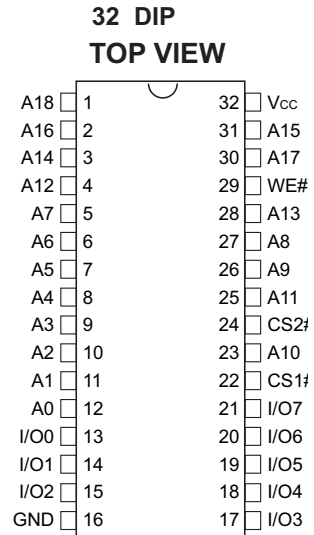 32 DIP
TOP VIEW
A18 1 32 Vcc
A16 2 31 A15
A14 3 30 A17
A12 4 29 WE#
A7 5 28 A13
A6 6 27 A8
A5 7 26 A9
A4 8 25 A11
A3 9 24 CS2#
A2 10 23 A10
A1 11 22 CS1#
A0 12 21 I/O7
I/O0 13 20 I/O6
I/O1 14 19 I/O5
I/O2 15 18 I/O4
GND 16 17 I/O3